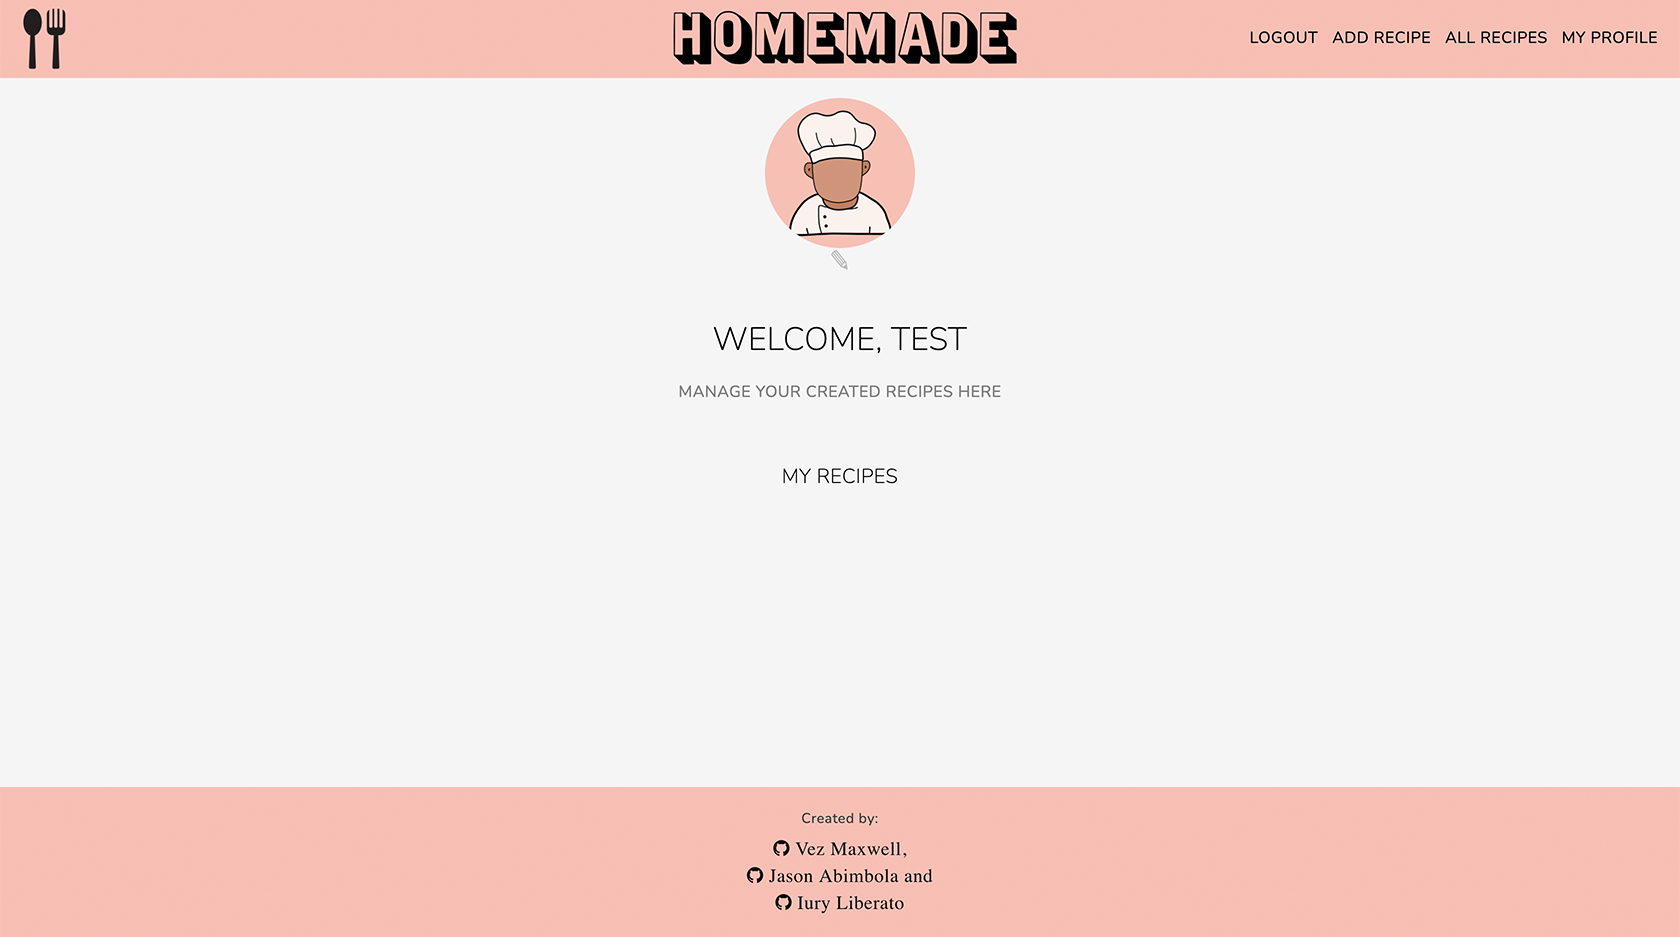 HOMEMADE
LOGOUT ADD RECIPE ALL RECIPES MY PROFILE
WELCOME, TEST
MANAGE YOUR CREATED RECIPES HERE
MY RECIPES
Created by:
Vez Maxwell,
Jason Abimbola and
Iury Liberato